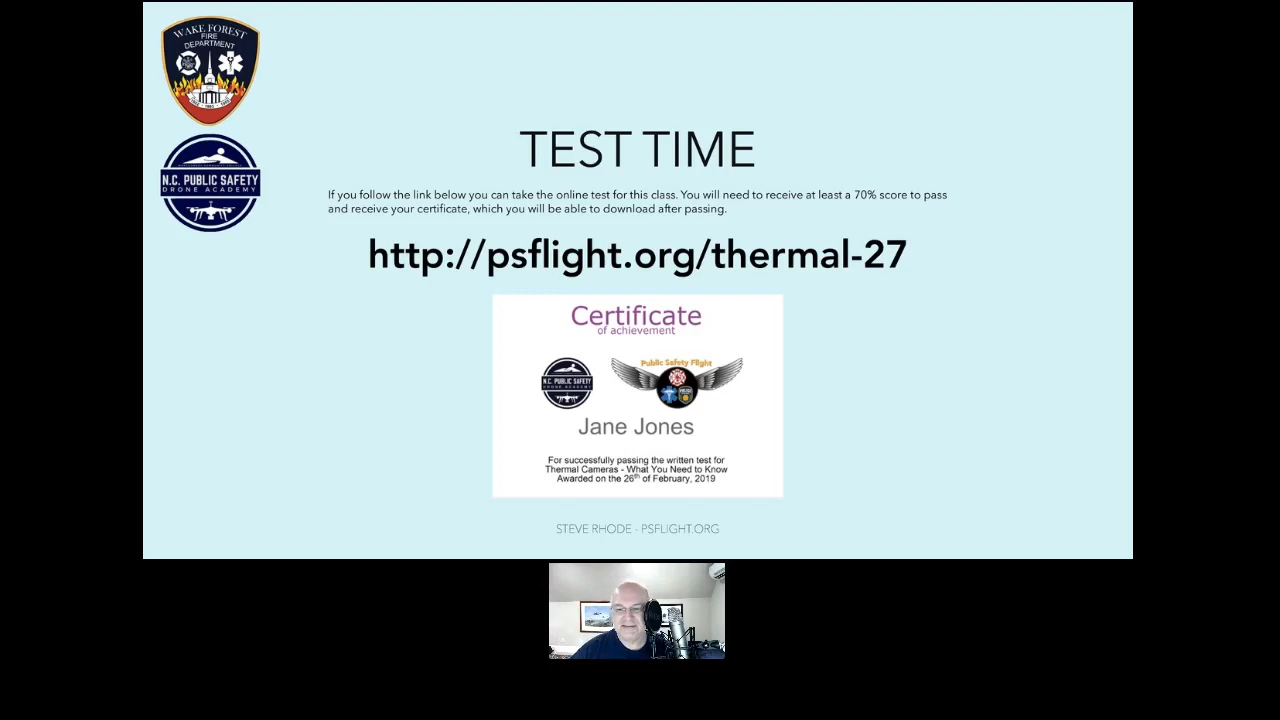 WAKE FOREST
FIRE
DEPARTMENT
N.C. PUBLIC SAFETY
DRONE ACADEMY
TEST TIME
If you follow the link below you can take the online test for this class. You will need to receive at least a 70% score to pass
and receive your certificate, which you will be able to download after passing.
http://psflight.org/thermal-27
Certificate
of achievement
N.C. PUBLIC SAFETY
DRONE ACADEMY
Public Safety Flight
Jane Jones
For successfully passing the written test for
Thermal Cameras - What You Need to Know
Awarded on the 26th of February, 2019
STEVE RHODE - PSFLIGHT.ORG